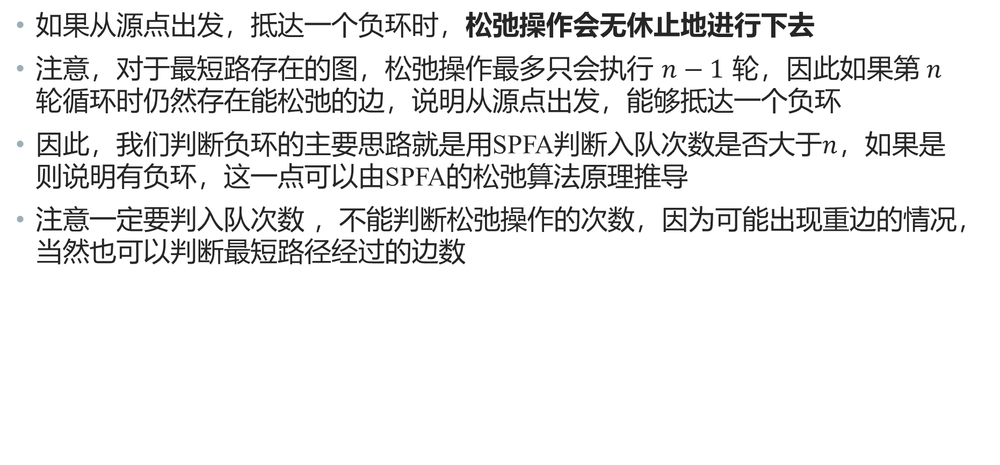 • 如果从源点出发，抵达一个负环时，松弛操作会无休止地进行下去
• 注意，对于最短路存在的图，松弛操作最多只会执行 n − 1 轮，因此如果第 n
轮循环时仍然存在能松弛的边，说明从源点出发，能够抵达一个负环
• 因此，我们判断负环的主要思路就是用SPFA判断入队次数是否大于n，如果是
则说明有负环，这一点可以由SPFA的松弛算法原理推导
• 注意一定要判入队次数 ，不能判断松弛操作的次数，因为可能出现重边的情况，
当然也可以判断最短路径经过的边数